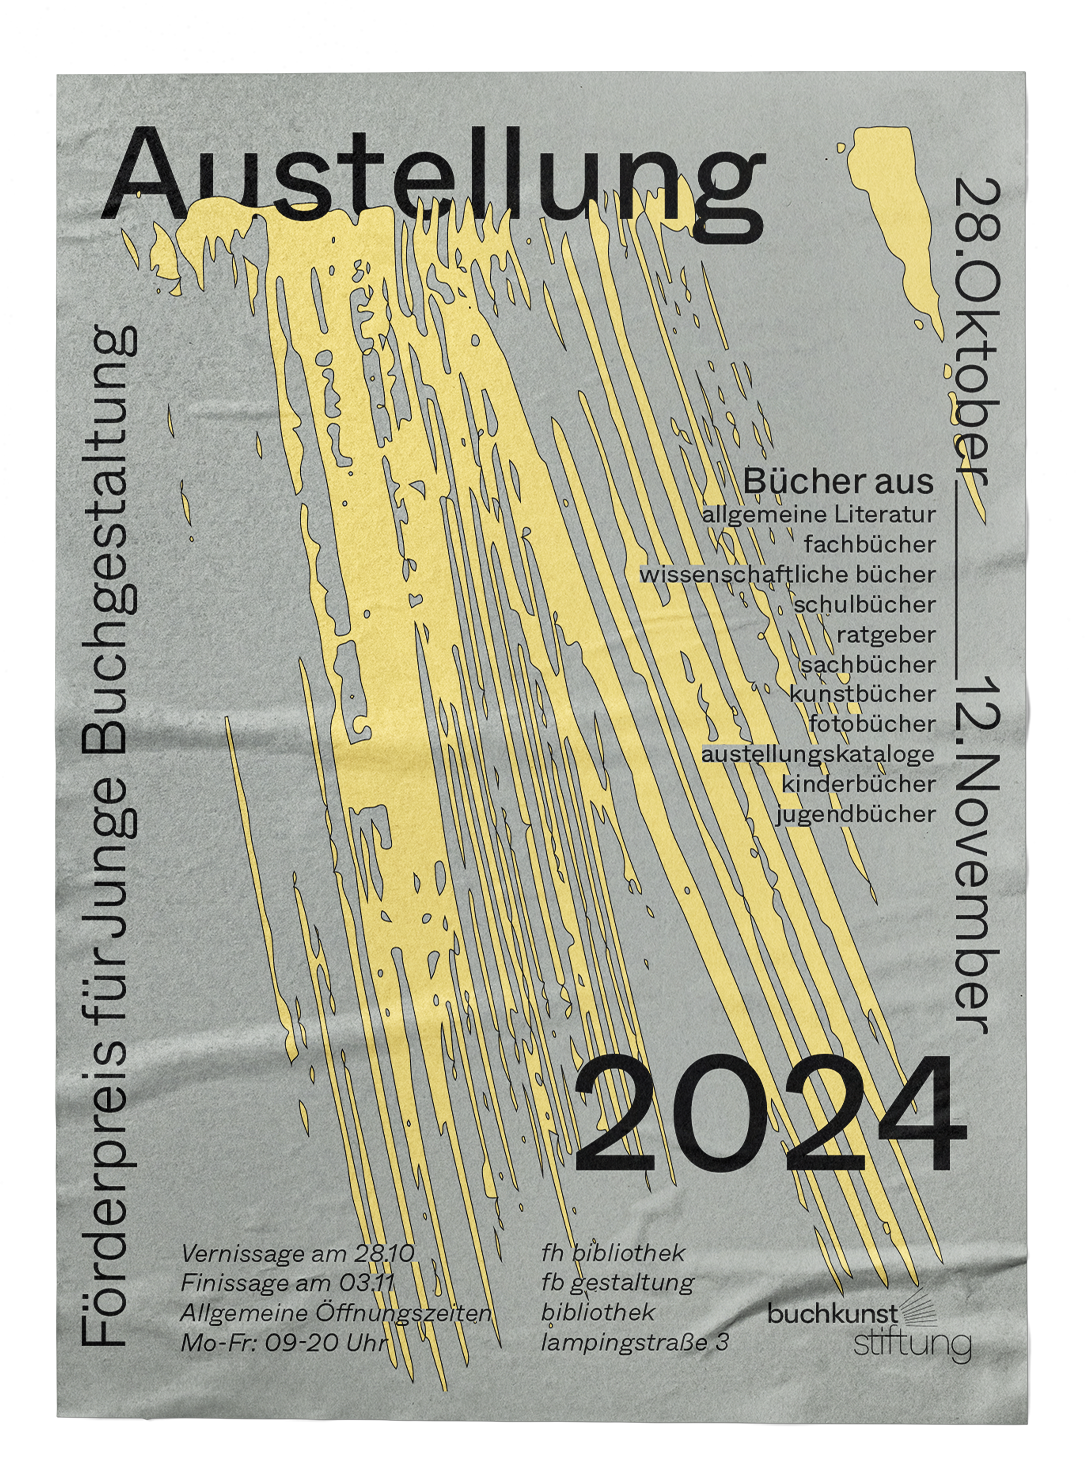 Austellung
Förderpreis für Junge Buchgestaltung
28.Oktober
12.November
Bücher aus
allgemeine Literatur
fachbücher
wissenschaftliche bücher
schulbücher
ratgeber
sachbücher
kunstbücher
fotobücher
austellungskataloge
kinderbücher
jugendbücher
2024
Vernissage am 28.10
Finissage am 03.11
Allgemeine Öffnungszeiten
Mo-Fr: 09-20 Uhr
fh bibliothek
fb gestaltung
bibliothek
lampingstraße 3
buchkunst
stiftung